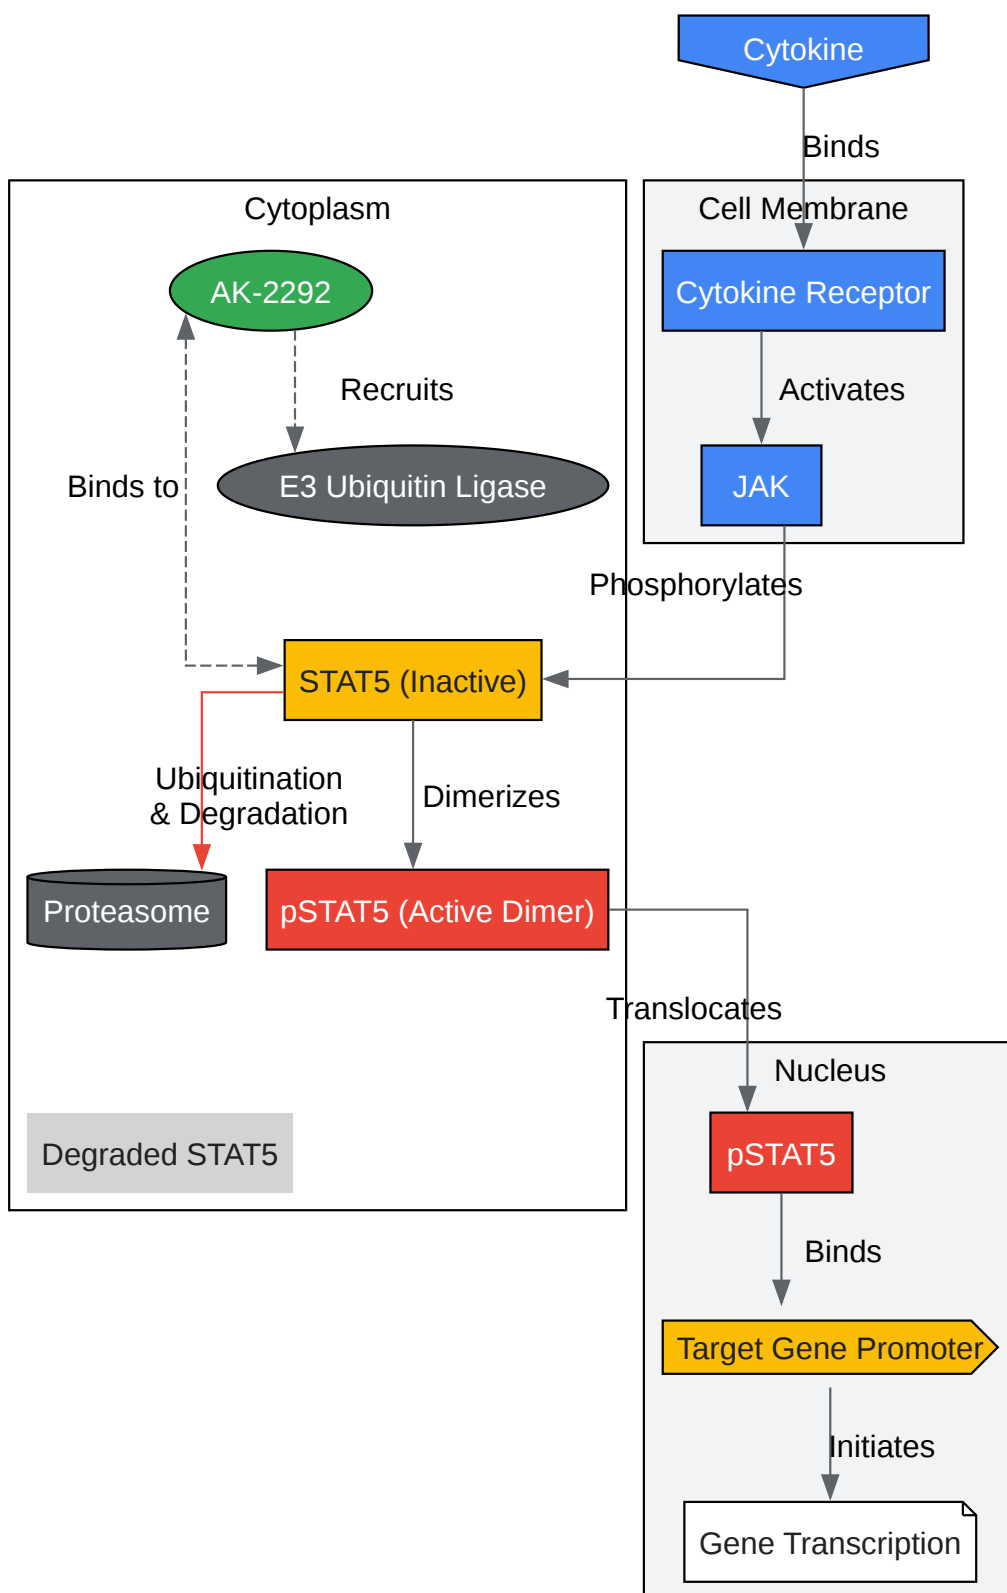 Cytokine
Binds
Cytoplasm
Cell Membrane
AK-2292
Cytokine Receptor
Recruits
Activates
Binds to
E3 Ubiquitin Ligase
JAK
Phosphorylates
STAT5 (Inactive)
Ubiquitination
& Degradation
Dimerizes
Proteasome
pSTAT5 (Active Dimer)
Translocates
Nucleus
Degraded STAT5
pSTAT5
Binds
Target Gene Promoter
Initiates
Gene Transcription